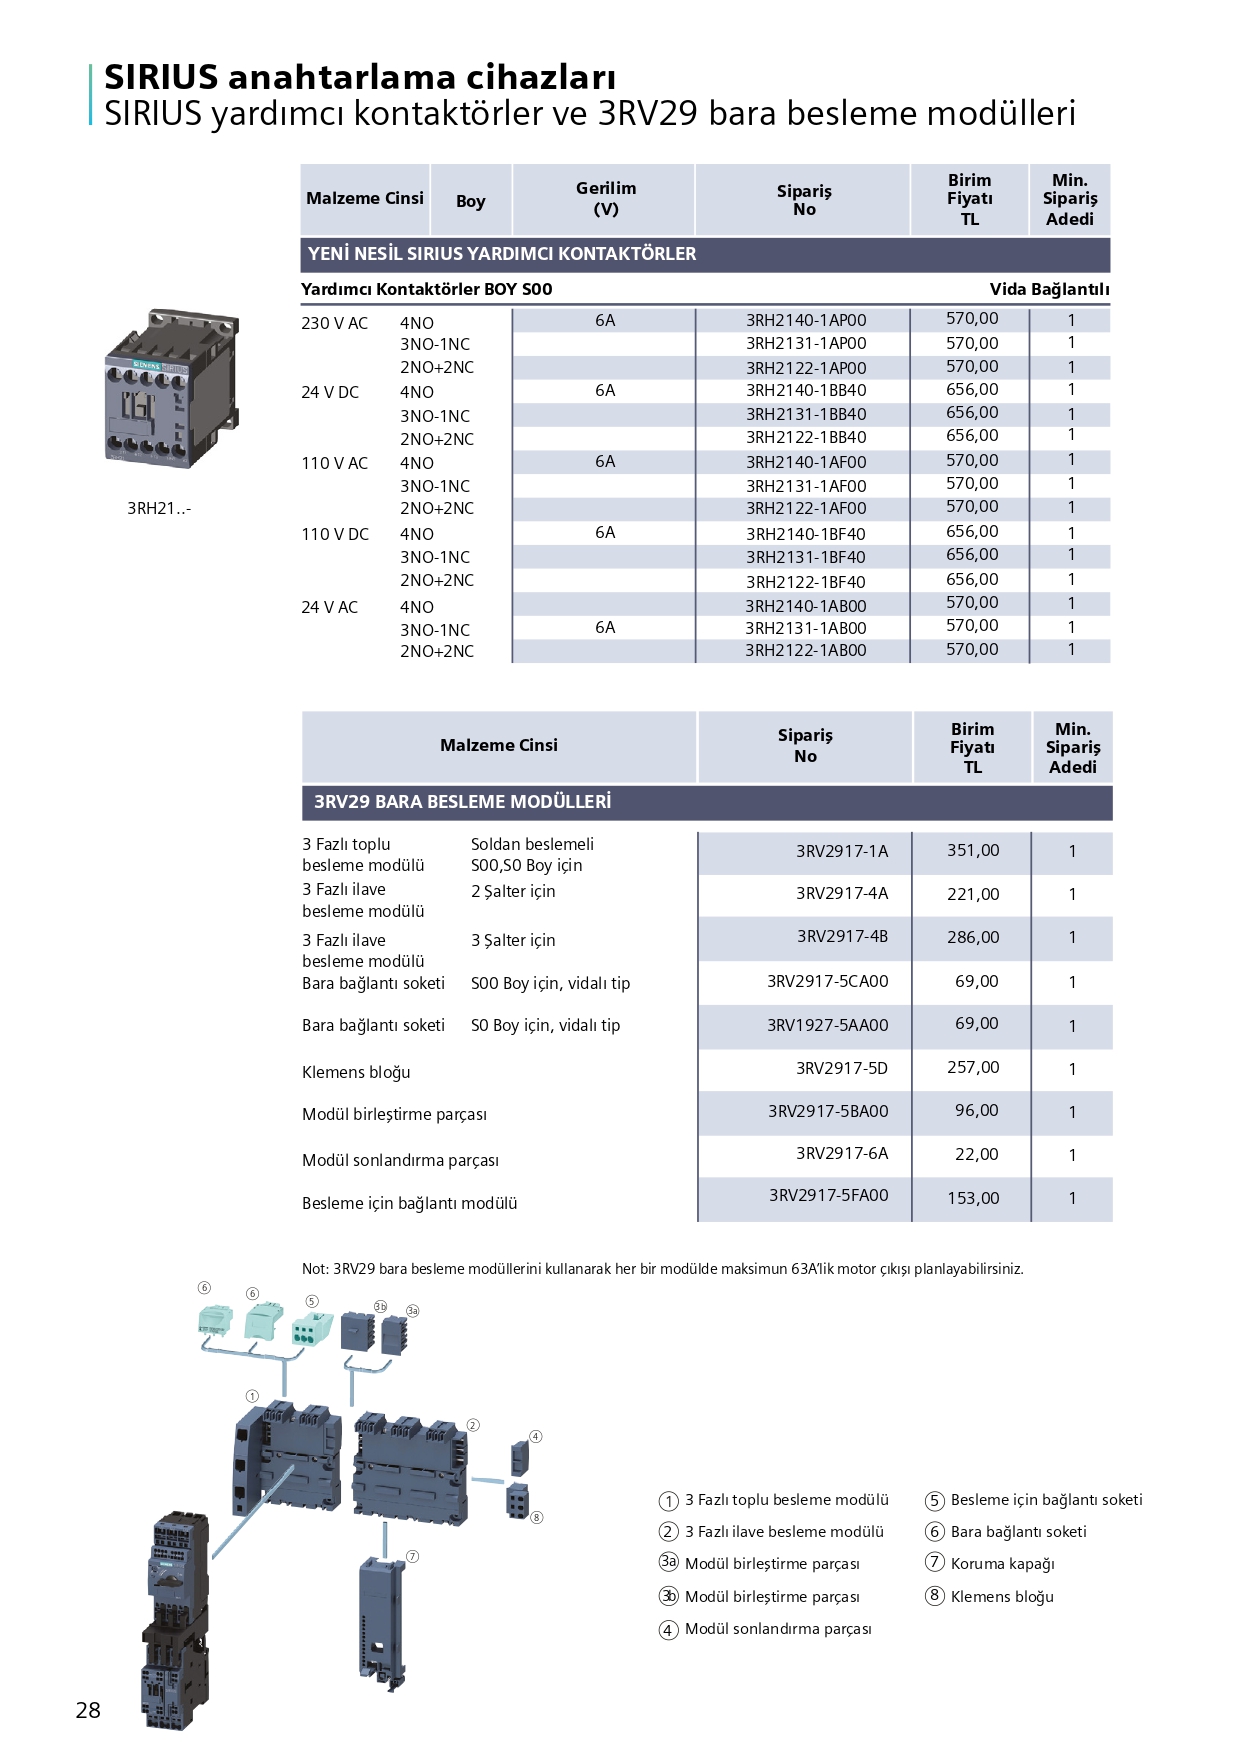 SIRIUS anahtarlama cihazları
SIRIUS yardımcı kontaktörler ve 3RV29 bara besleme modülleri
Malzeme Cinsi Boy Gerilim (V) Sipariş No Birim Fiyatı TL Min. Sipariş Adedi
YENİ NESİL SIRIUS YARDIMCI KONTAKTÖRLER
Yardımcı Kontaktörler BOY S00 Vida Bağlantılı
230 V AC 4NO 6A 3RH2140-1AP00 570,00 1
3NO-1NC 3RH2131-1AP00 570,00 1
2NO+2NC 3RH2122-1AP00 570,00 1
24 V DC 4NO 6A 3RH2140-1BB40 656,00 1
3NO-1NC 3RH2131-1BB40 656,00 1
2NO+2NC 3RH2122-1BB40 656,00 1
110 V AC 4NO 6A 3RH2140-1AF00 570,00 1
3NO-1NC 3RH2131-1AF00 570,00 1
2NO+2NC 3RH2122-1AF00 570,00 1
110 V DC 4NO 6A 3RH2140-1BF40 656,00 1
3NO-1NC 3RH2131-1BF40 656,00 1
2NO+2NC 3RH2122-1BF40 656,00 1
24 V AC 4NO 3RH2140-1AB00 570,00 1
3NO-1NC 6A 3RH2131-1AB00 570,00 1
2NO+2NC 3RH2122-1AB00 570,00 1
SIEMENS
3RH21..-
Malzeme Cinsi Sipariş No Birim Fiyatı TL Min. Sipariş Adedi
3RV29 BARA BESLEME MODÜLLERİ
3 Fazlı toplu besleme modülü Soldan beslemeli S00,S0 Boy için 3RV2917-1A 351,00 1
3 Fazlı ilave besleme modülü 2 Şalter için 3RV2917-4A 221,00 1
3 Fazlı ilave besleme modülü 3 Şalter için 3RV2917-4B 286,00 1
Bara bağlantı soketi S00 Boy için, vidalı tip 3RV2917-5CA00 69,00 1
Bara bağlantı soketi S0 Boy için, vidalı tip 3RV1927-5AA00 69,00 1
Klemens bloğu 3RV2917-5D 257,00 1
Modül birleştirme parçası 3RV2917-5BA00 96,00 1
Modül sonlandırma parçası 3RV2917-6A 22,00 1
Besleme için bağlantı modülü 3RV2917-5FA00 153,00 1
Not: 3RV29 bara besleme modüllerini kullanarak her bir modülde maksimun 63A'lik motor çıkışı planlayabilirsiniz.
6 6 5 3b 3a
1 2 4
8
7
1 3 Fazlı toplu besleme modülü
2 3 Fazlı ilave besleme modülü
3a Modül birleştirme parçası
3b Modül birleştirme parçası
4 Modül sonlandırma parçası
5 Besleme için bağlantı soketi
6 Bara bağlantı soketi
7 Koruma kapağı
8 Klemens bloğu
28